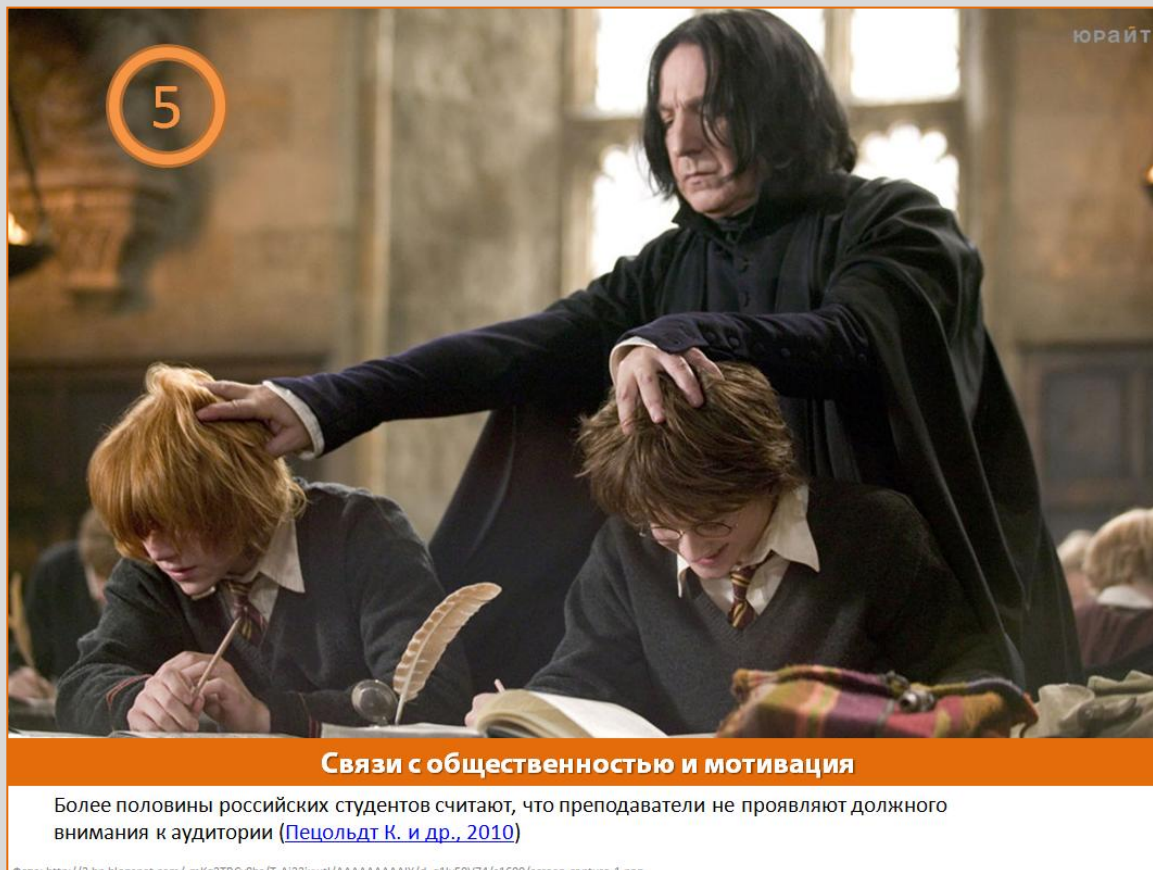 5
юрайт
Связи с общественностью и мотивация
Более половины российских студентов считают, что преподаватели не проявляют должного
внимания к аудитории (Пецольдт К. и др., 2010)